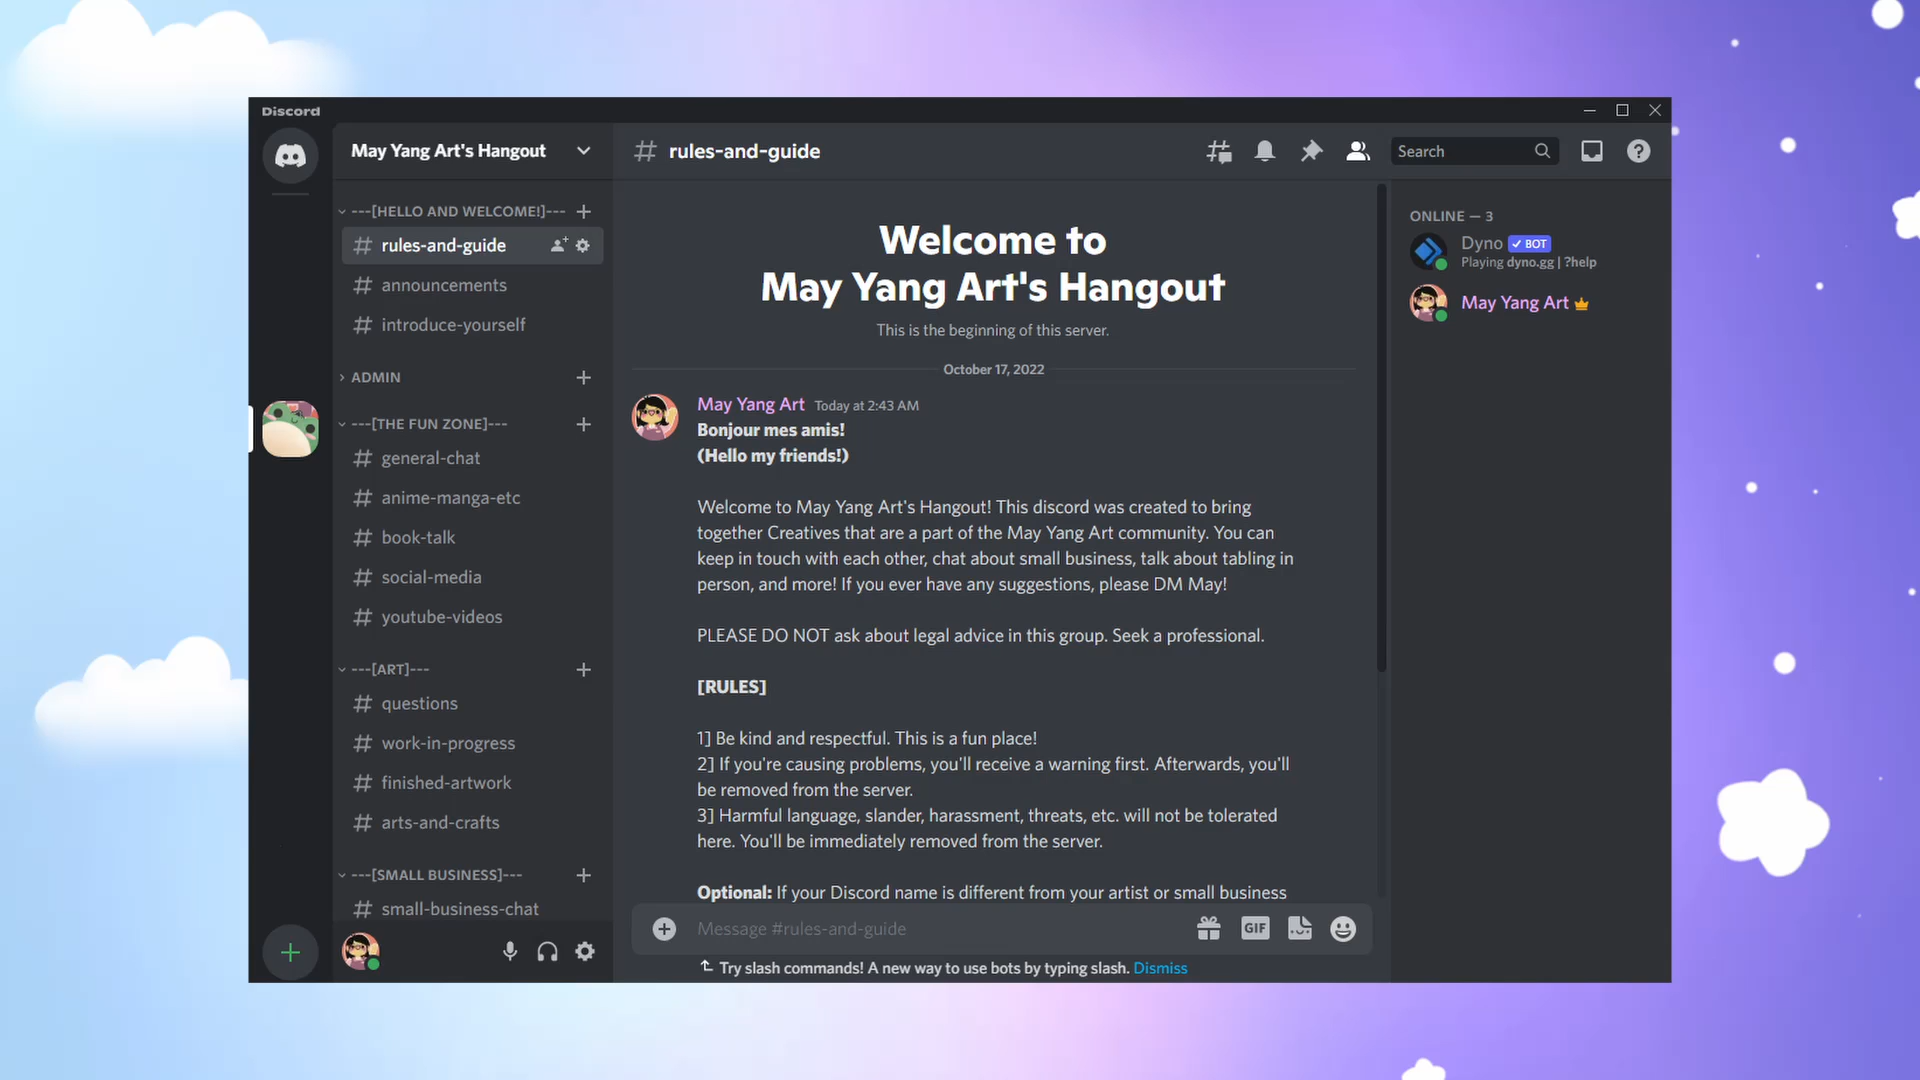 Discord
May Yang Art's Hangout
---[HELLO AND WELCOME!]---
rules-and-guide
announcements
introduce-yourself
ADMIN
---[THE FUN ZONE]---
general-chat
anime-manga-etc
book-talk
social-media
youtube-videos
---[ART]---
questions
work-in-progress
finished-artwork
arts-and-crafts
---[SMALL BUSINESS]---
small-business-chat
# rules-and-guide
Search
Welcome to
May Yang Art's Hangout
This is the beginning of this server.
October 17, 2022
May Yang Art Today at 2:43 AM
Bonjour mes amis!
(Hello my friends!)
Welcome to May Yang Art's Hangout! This discord was created to bring
together Creatives that are a part of the May Yang Art community. You can
keep in touch with each other, chat about small business, talk about tabling in
person, and more! If you ever have any suggestions, please DM May!
PLEASE DO NOT ask about legal advice in this group. Seek a professional.
[RULES]
1] Be kind and respectful. This is a fun place!
2] If you're causing problems, you'll receive a warning first. Afterwards, you'll
be removed from the server.
3] Harmful language, slander, harassment, threats, etc. will not be tolerated
here. You'll be immediately removed from the server.
Optional: If your Discord name is different from your artist or small business
Message #rules-and-guide
GIF
Try slash commands! A new way to use bots by typing slash. Dismiss
ONLINE — 3
Dyno BOT
Playing dyno.gg | ?help
May Yang Art